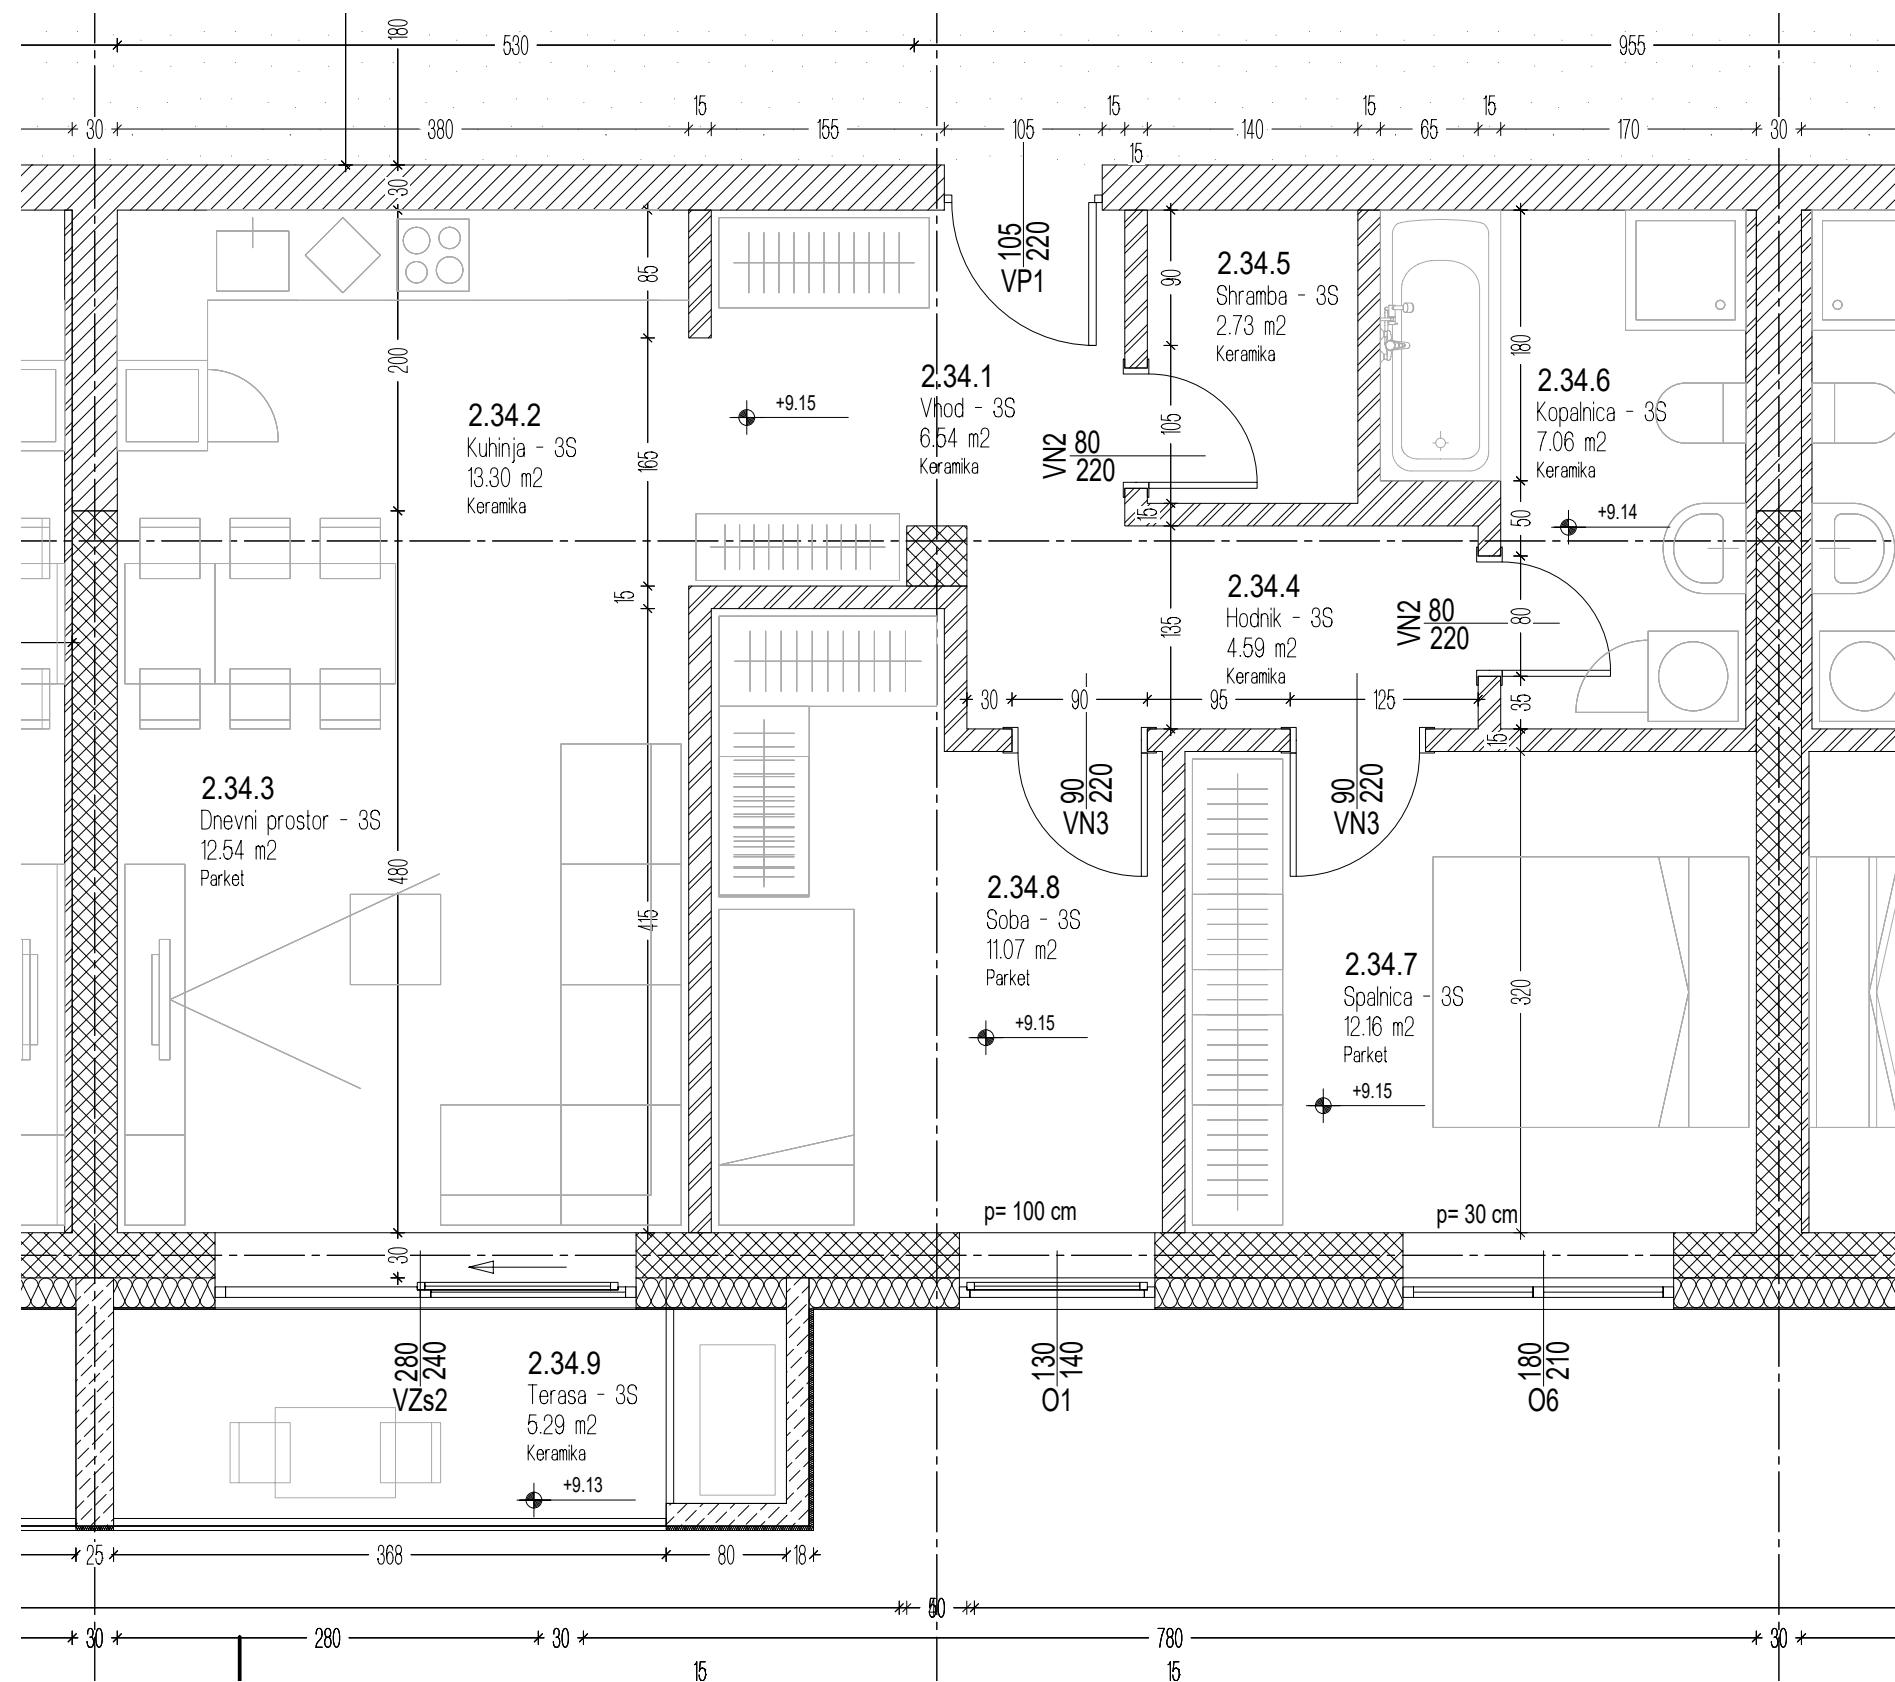 180
530
955
15
15
15
15
30
380
155
105
140
65
170
30
15
30
85
105
220
VP1
90
2.34.5
Shramba - 3S
2.73 m2
Keramika
200
180
2.34.2
Kuhinja - 3S
13.30 m2
Keramika
165
+9.15
2.34.1
Vhod - 3S
6.54 m2
Keramika
105
VN2
80
220
2.34.6
Kopalnica - 3S
7.06 m2
Keramika
15
50
+9.14
15
135
2.34.4
Hodnik - 3S
4.59 m2
Keramika
VN2
80
220
80
30
90
95
125
35
15
2.34.3
Dnevni prostor - 3S
12.54 m2
Parket
480
415
90
220
VN3
90
220
VN3
2.34.8
Soba - 3S
11.07 m2
Parket
+9.15
2.34.7
Spalnica - 3S
12.16 m2
Parket
320
+9.15
p= 100 cm
p= 30 cm
30
280
240
VZs2
2.34.9
Terasa - 3S
5.29 m2
Keramika
+9.13
130
140
O1
180
210
O6
25
368
80
18
30
280
30
780
30
15
15